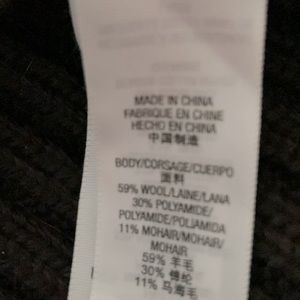 MADE IN CHINA
FABRIQUE EN CHINE
HECHO EN CHINA
中国制造
BODY/CORSAGE/CUERPO
面料
59% WOOL/LAINE/LANA
30% POLYAMIDE/
POLYAMIDE/POLIAMIDA
11% MOHAIR/MOHAIR/
MOHAIR
59% 羊毛
30% 锦纶
11% 马海毛